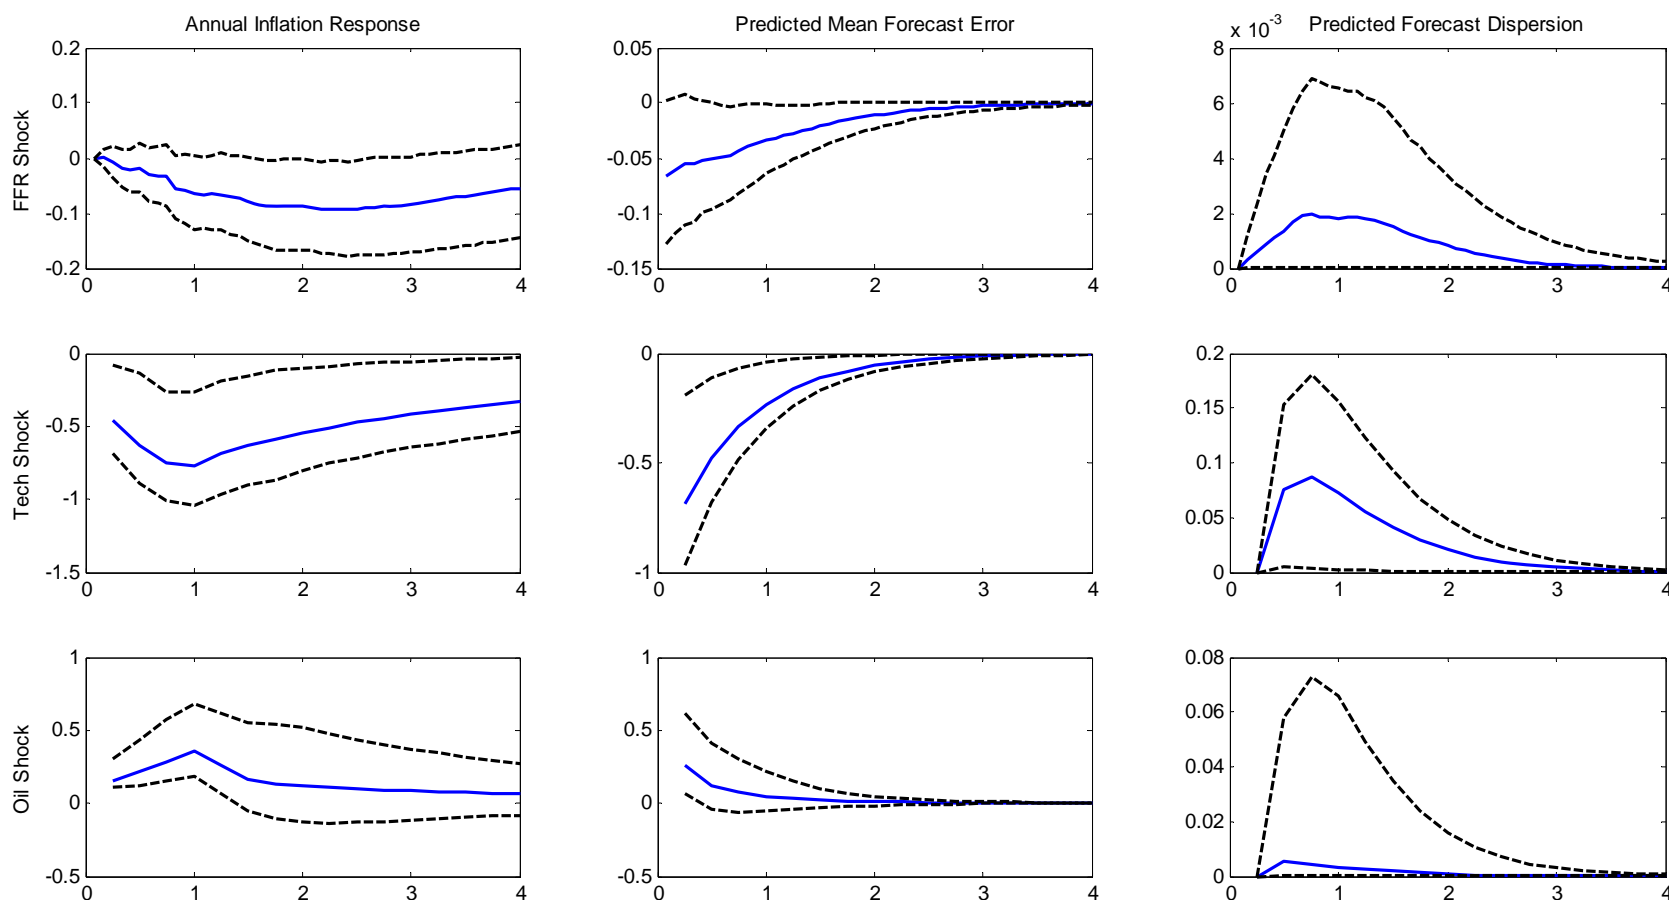 Annual Inflation Response
Predicted Mean Forecast Error
x 10-3 Predicted Forecast Dispersion
FFR Shock
0.2
0.1
0
-0.1
-0.2
0 1 2 3 4
0.05
0
-0.05
-0.1
-0.15
0 1 2 3 4
8
6
4
2
0
0 1 2 3 4
Tech Shock
0
-0.5
-1
-1.5
0 1 2 3 4
0
-0.5
-1
0 1 2 3 4
0.2
0.15
0.1
0.05
0
0 1 2 3 4
Oil Shock
1
0.5
0
-0.5
0 1 2 3 4
1
0.5
0
-0.5
0 1 2 3 4
0.08
0.06
0.04
0.02
0
0 1 2 3 4